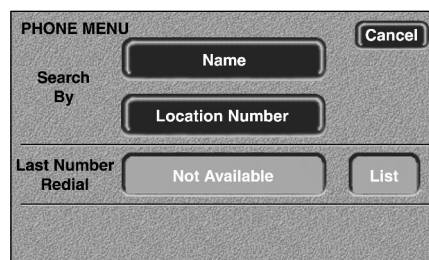 PHONE MENU
Cancel
Name
Search
By
Location Number
Last Number
Redial
Not Available
List